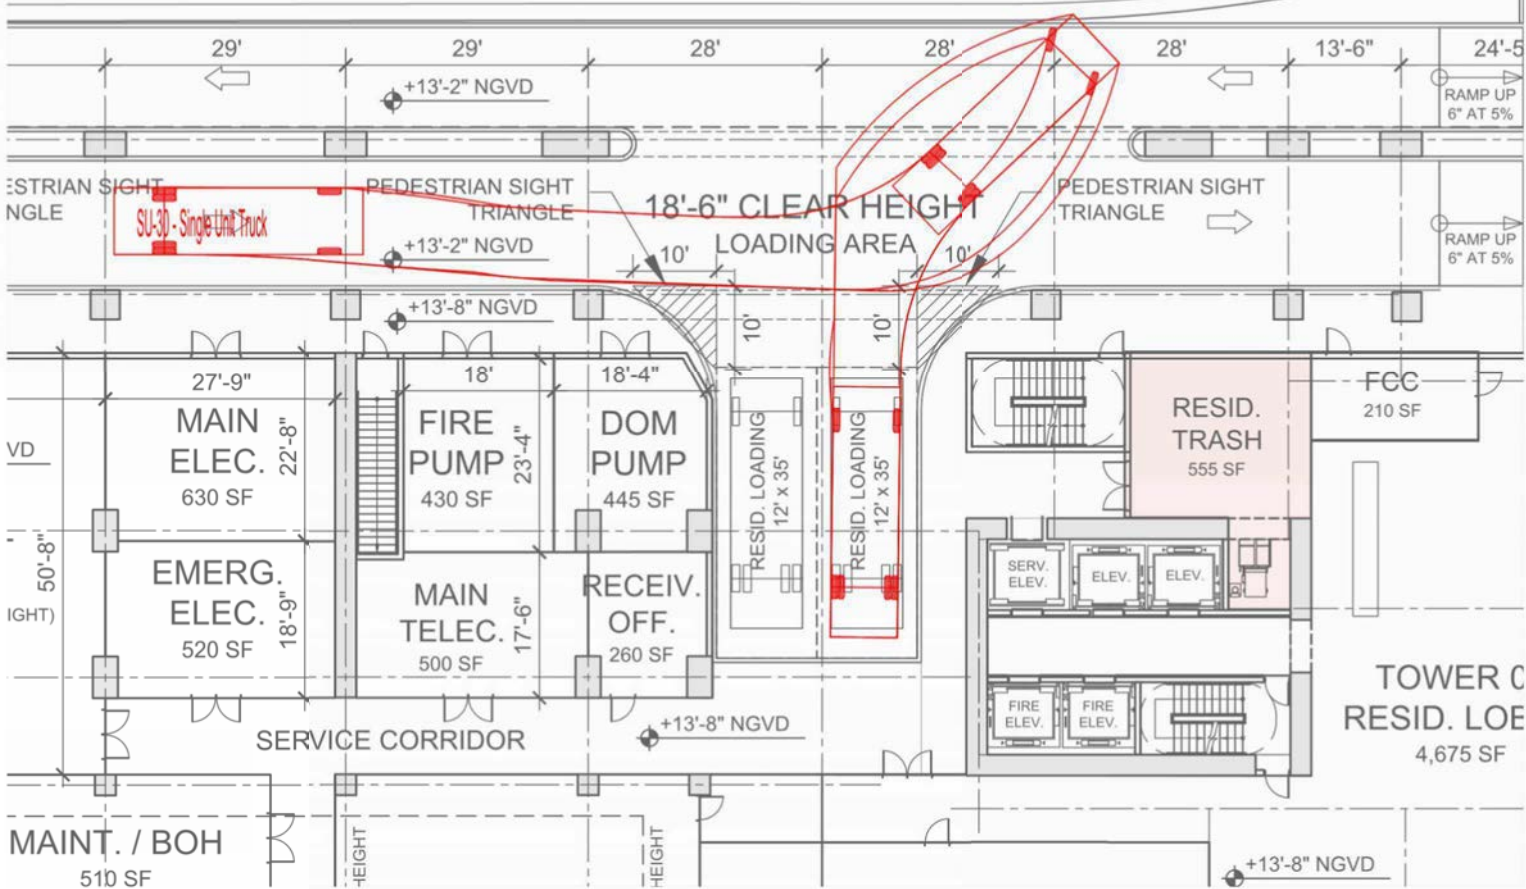 29'
29'
28'
28'
28'
13'-6"
24'-5
+13'-2" NGVD
RAMP UP
6" AT 5%
ESTRIAN SIGHT
NGLE
SU-30 - Single Unit Truck
PEDESTRIAN SIGHT
TRIANGLE
18'-6" CLEAR HEIGHT
LOADING AREA
PEDESTRIAN SIGHT
TRIANGLE
+13'-2" NGVD
10'
10'
RAMP UP
6" AT 5%
+13'-8" NGVD
10'
10'
27'-9"
18'
18'-4"
MAIN
ELEC.
630 SF
22'-8"
FIRE
PUMP
430 SF
23'-4"
DOM
PUMP
445 SF
RESID. LOADING
12' x 35'
RESID. LOADING
12' x 35'
RESID.
TRASH
555 SF
FCC
210 SF
VD
50'-8"
IGHT)
EMERG.
ELEC.
520 SF
18'-9"
MAIN
TELEC.
500 SF
17'-6"
RECEIV.
OFF.
260 SF
SERV.
ELEV.
ELEV.
ELEV.
FIRE
ELEV.
FIRE
ELEV.
TOWER
RESID. LOB
4,675 SF
SERVICE CORRIDOR
+13'-8" NGVD
MAINT. / BOH
510 SF
HEIGHT
HEIGHT
+13'-8" NGVD